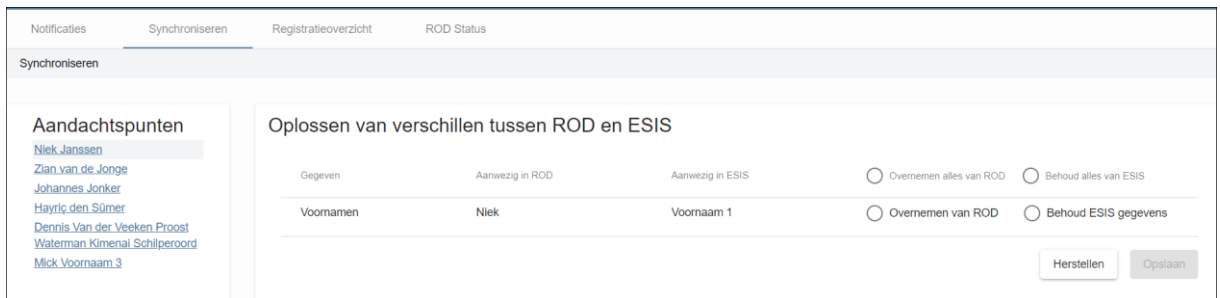 Notificaties Synchroniseren Registratieoverzicht ROD Status
Synchroniseren
Aandachtspunten
Niek Janssen
Zian van de Jonge
Johannes Jonker
Hayriç den Sümer
Dennis Van der Veeken Proost
Waterman Kimenai Schilperoord
Mick Voornaam 3
Oplossen van verschillen tussen ROD en ESIS
Gegeven Aanwezig in ROD Aanwezig in ESIS Overnemen alles van ROD Behoud alles van ESIS
Voornamen Niek Voornaam 1 Overnemen van ROD Behoud ESIS gegevens
Herstellen Opslaan